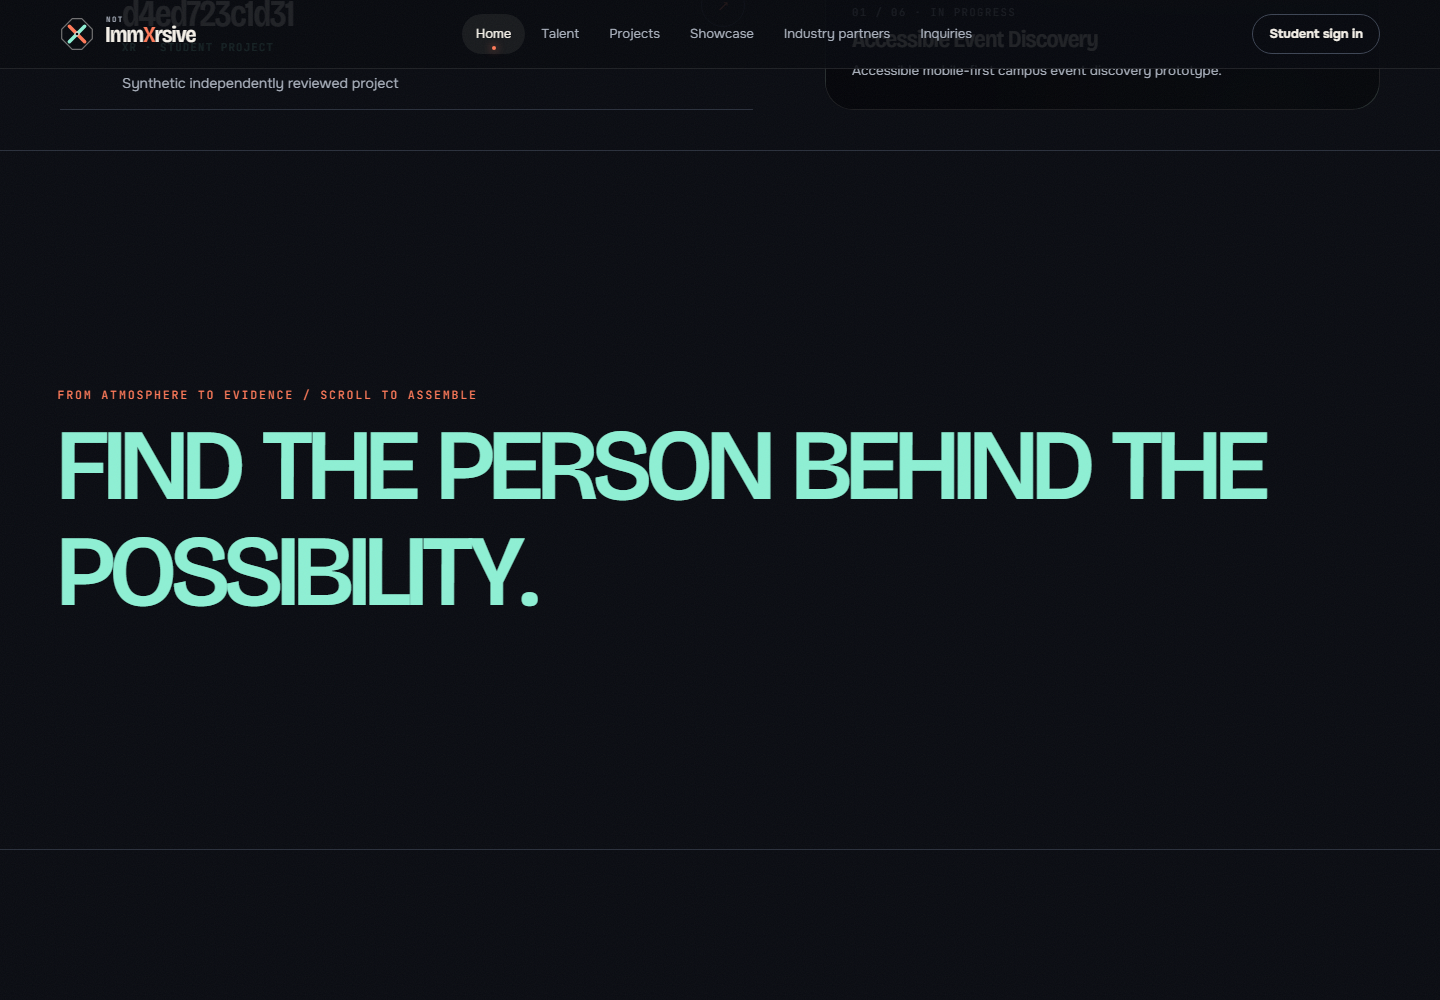 d4ed723c1d31
NOT
ImmXrsive
XR · STUDENT PROJECT
Home
Talent
Projects
Showcase
Industry partners
Inquiries
Student sign in
01 / 06 · IN PROGRESS
Accessible Event Discovery
Synthetic independently reviewed project
Accessible mobile-first campus event discovery prototype.
FROM ATMOSPHERE TO EVIDENCE / SCROLL TO ASSEMBLE
FIND THE PERSON BEHIND THE
POSSIBILITY.